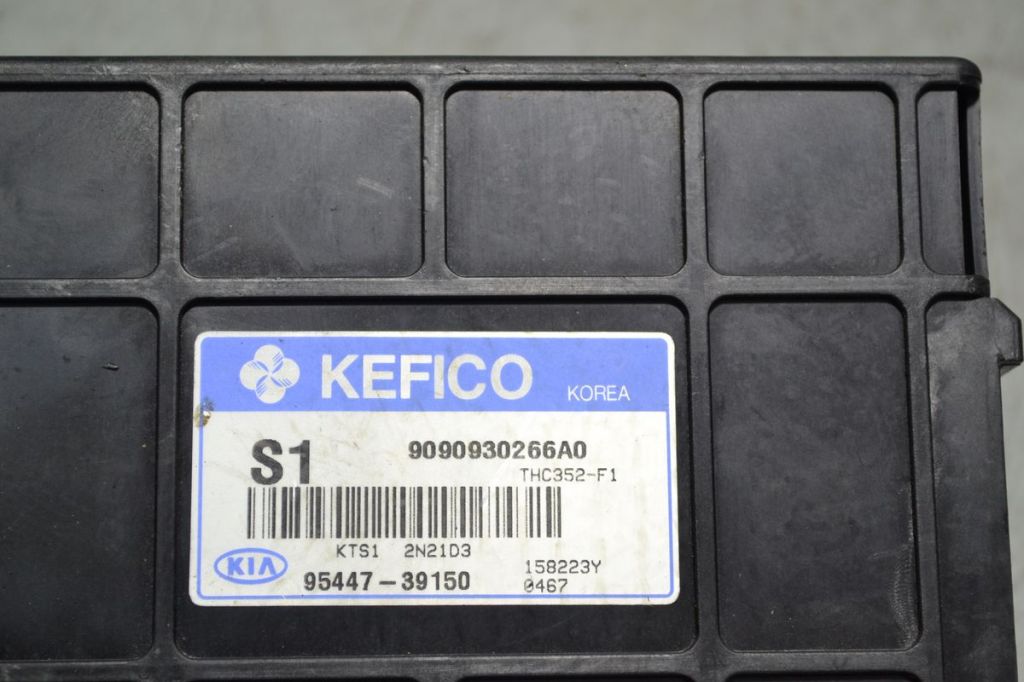 KEFICO KOREA
S1 9090930266A0
THC352-F1
KTS1 2N21D3
KIA 95447-39150 158223Y
0467